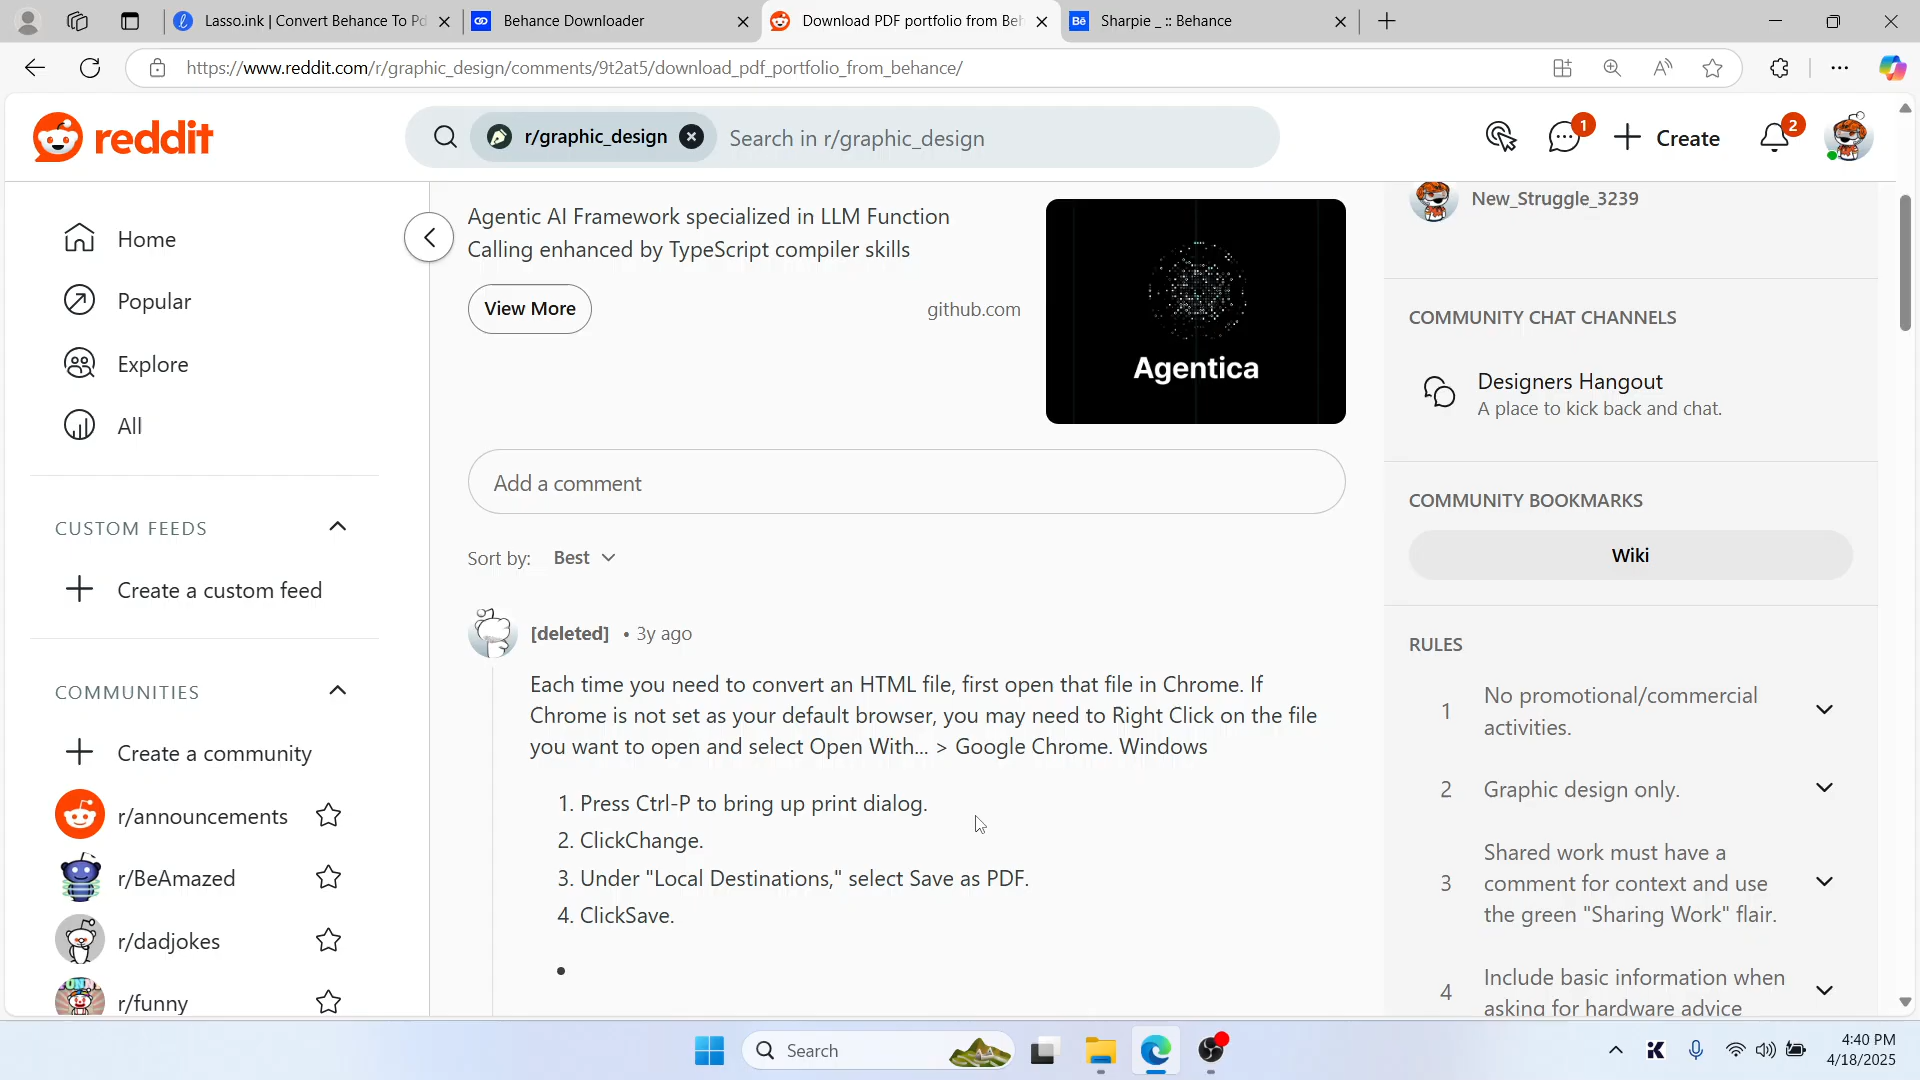 Lasso.ink | Convert Behance To Pd
Behance Downloader
Download PDF portfolio from Beh
Sharpie _ :: Behance
https://www.reddit.com/r/graphic_design/comments/9t2at5/download_pdf_portfolio_from_behance/
reddit
r/graphic_design
Search in r/graphic_design
1
Create
2
Home
Popular
Explore
All
CUSTOM FEEDS
Create a custom feed
COMMUNITIES
Create a community
r/announcements
r/BeAmazed
r/dadjokes
r/funny
Agentic AI Framework specialized in LLM Function
Calling enhanced by TypeScript compiler skills
View More
github.com
Agentica
Add a comment
Sort by: Best
[deleted] • 3y ago
Each time you need to convert an HTML file, first open that file in Chrome. If
Chrome is not set as your default browser, you may need to Right Click on the file
you want to open and select Open With... > Google Chrome. Windows
1. Press Ctrl-P to bring up print dialog.
2. ClickChange.
3. Under "Local Destinations," select Save as PDF.
4. ClickSave.
New_Struggle_3239
COMMUNITY CHAT CHANNELS
Designers Hangout
A place to kick back and chat.
COMMUNITY BOOKMARKS
Wiki
RULES
1 No promotional/commercial
activities.
2 Graphic design only.
3 Shared work must have a
comment for context and use
the green "Sharing Work" flair.
4 Include basic information when
asking for hardware advice
Search
4:40 PM
4/18/2025